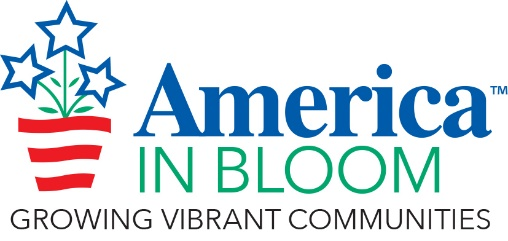 America™
IN BLOOM
GROWING VIBRANT COMMUNITIES